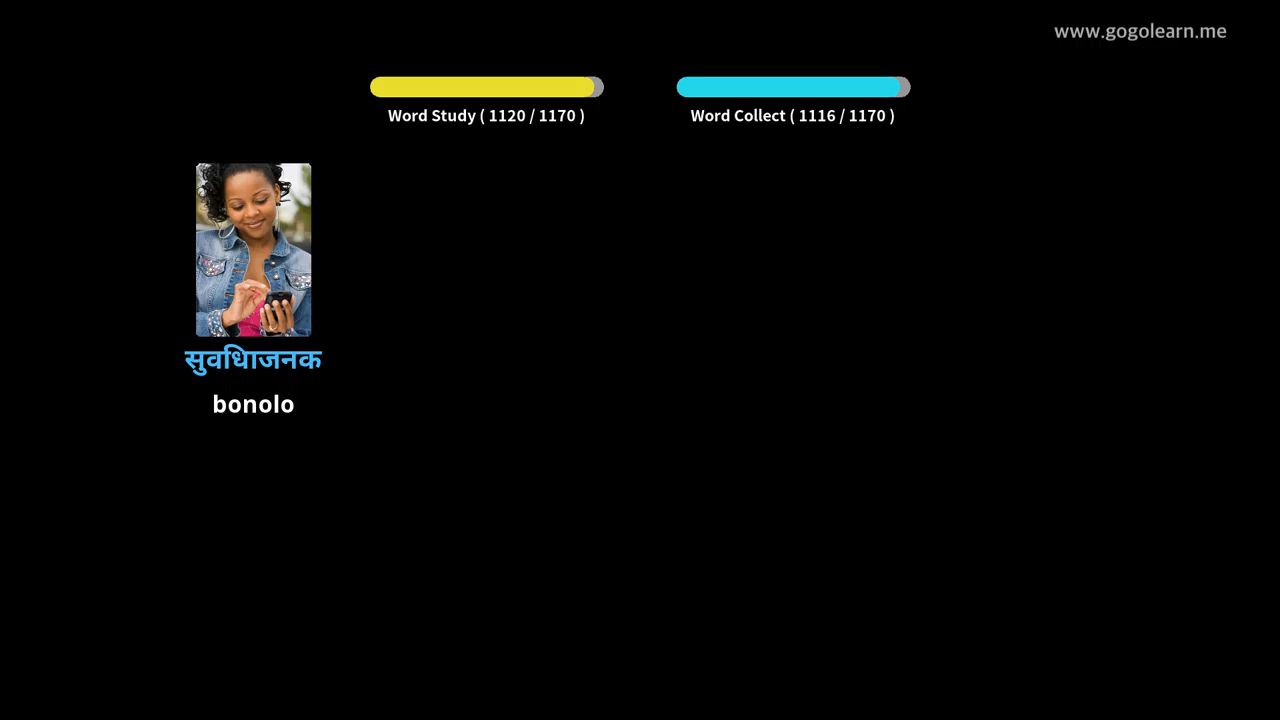 www.gogolearn.me
Word Study ( 1120 / 1170 )
Word Collect ( 1116 / 1170 )
सुवधिाजनक
bonolo